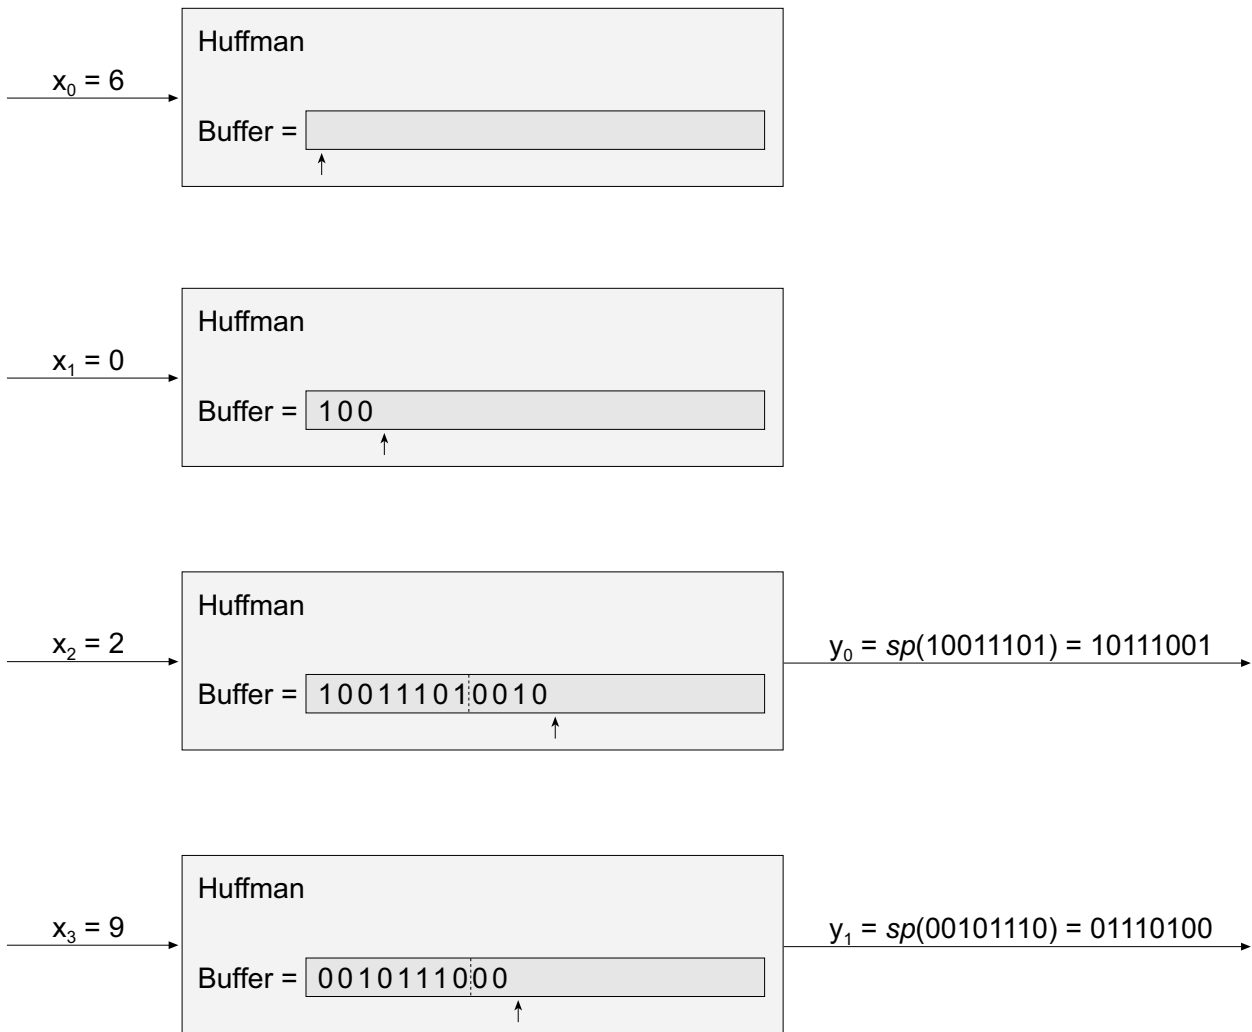 Huffman
x0 = 6
Buffer =
Huffman
x1 = 0
Buffer = 100
Huffman
x2 = 2
y0 = sp(10011101) = 10111001
Buffer = 100111010010
Huffman
x3 = 9
y1 = sp(00101110) = 01110100
Buffer = 0010111000